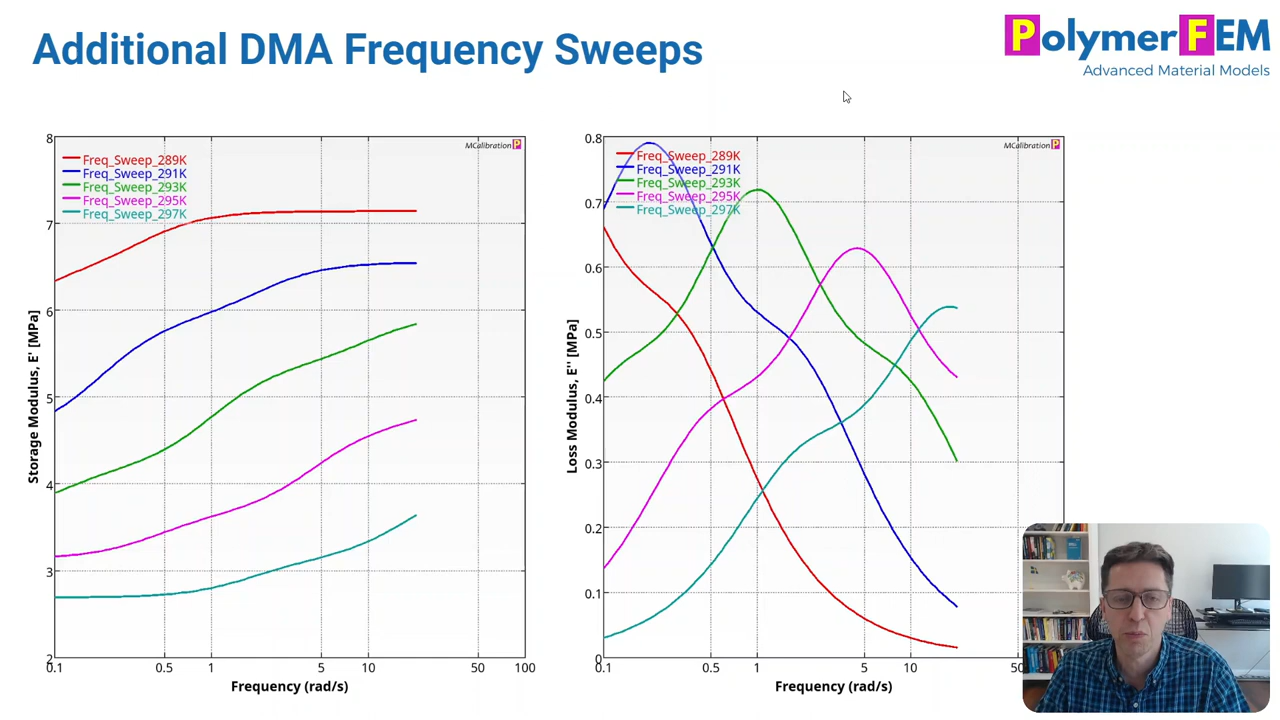 Additional DMA Frequency Sweeps
PolymerFEM
Advanced Material Models
MCalibration P
Freq_Sweep_289K
Freq_Sweep_291K
Freq_Sweep_293K
Freq_Sweep_295K
Freq_Sweep_297K
8
7
6
5
4
3
2
Storage Modulus, E' [MPa]
0.1
0.5
1
5
10
50
100
Frequency (rad/s)
MCalibration P
Freq_Sweep_289K
Freq_Sweep_291K
Freq_Sweep_293K
Freq_Sweep_295K
Freq_Sweep_297K
0.8
0.7
0.6
0.5
0.4
0.3
0.2
0.1
0
Loss Modulus, E'' [MPa]
0.1
0.5
1
5
10
50
Frequency (rad/s)